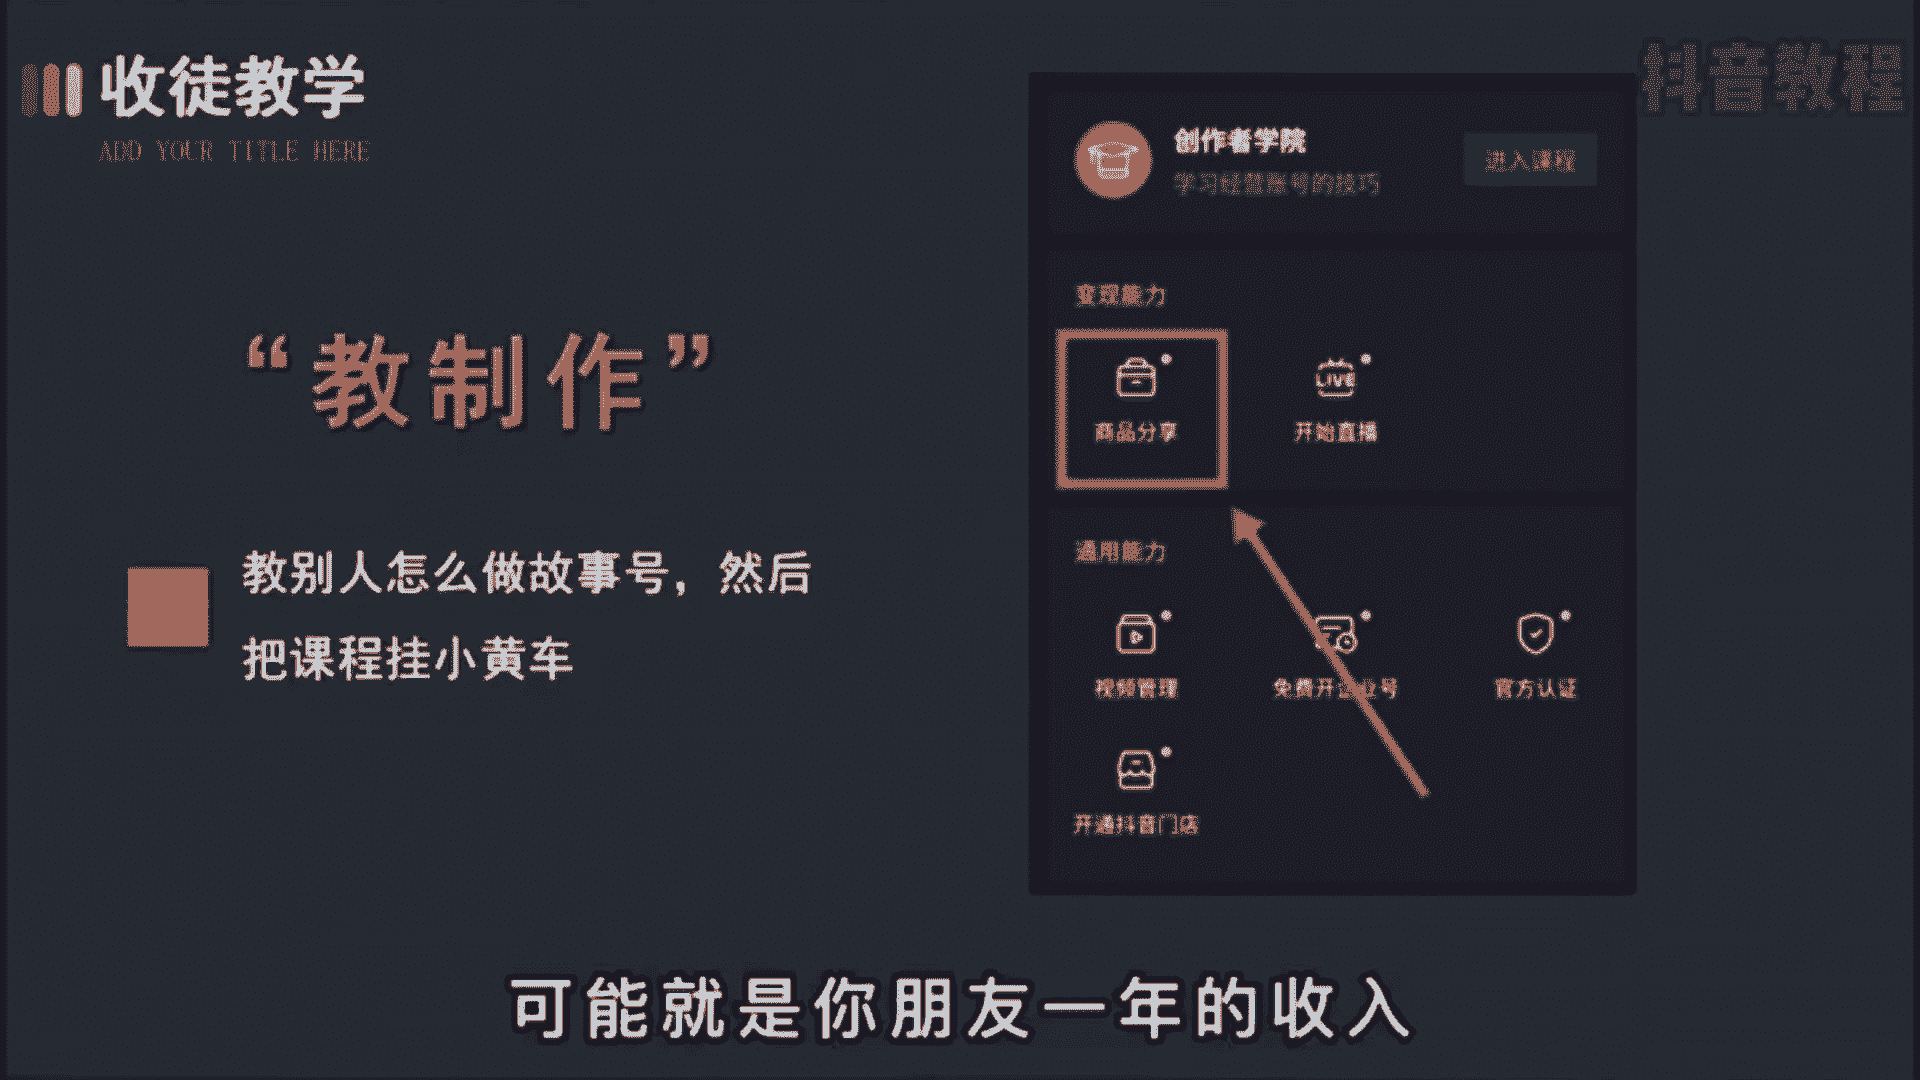 收徒教学
ADD YOUR TITLE HERE
抖音教程
“教制作”
教别人怎么做故事号，然后
把课程挂小黄车
创作者学院
学习经营账号的技巧
进入课程
变现能力
商品分享
开始直播
通用能力
视频管理
免费开企业号
官方认证
开通抖音门店
可能就是你朋友一年的收入